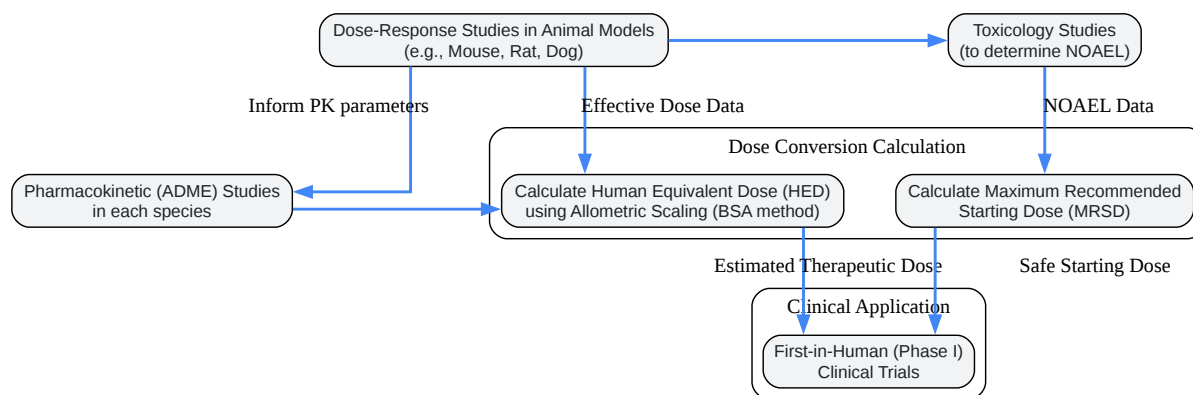 Dose-Response Studies in Animal Models
(e.g., Mouse, Rat, Dog)
Toxicology Studies
(to determine NOAEL)
Inform PK parameters
Effective Dose Data
NOAEL Data
Dose Conversion Calculation
Pharmacokinetic (ADME) Studies
in each species
Calculate Human Equivalent Dose (HED)
using Allometric Scaling (BSA method)
Calculate Maximum Recommended
Starting Dose (MRSD)
Estimated Therapeutic Dose
Safe Starting Dose
Clinical Application
First-in-Human (Phase I)
Clinical Trials